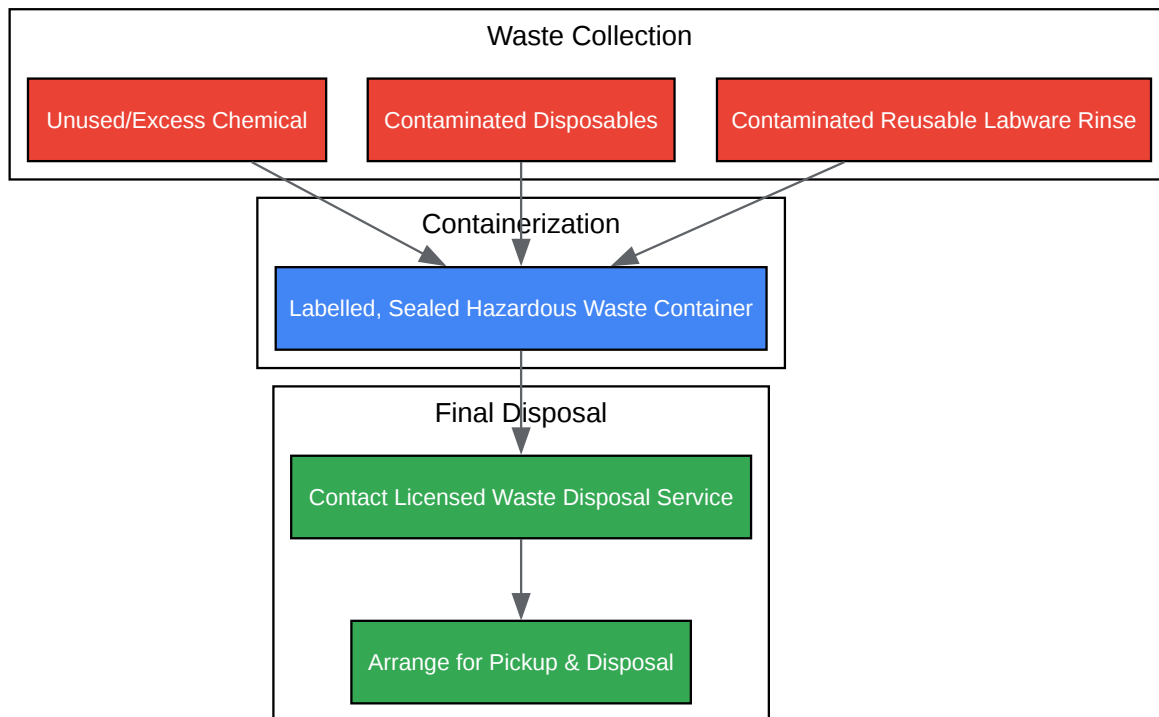 Waste Collection
Unused/Excess Chemical
Contaminated Disposables
Contaminated Reusable Labware Rinse
Containerization
Labelled, Sealed Hazardous Waste Container
Final Disposal
Contact Licensed Waste Disposal Service
Arrange for Pickup & Disposal